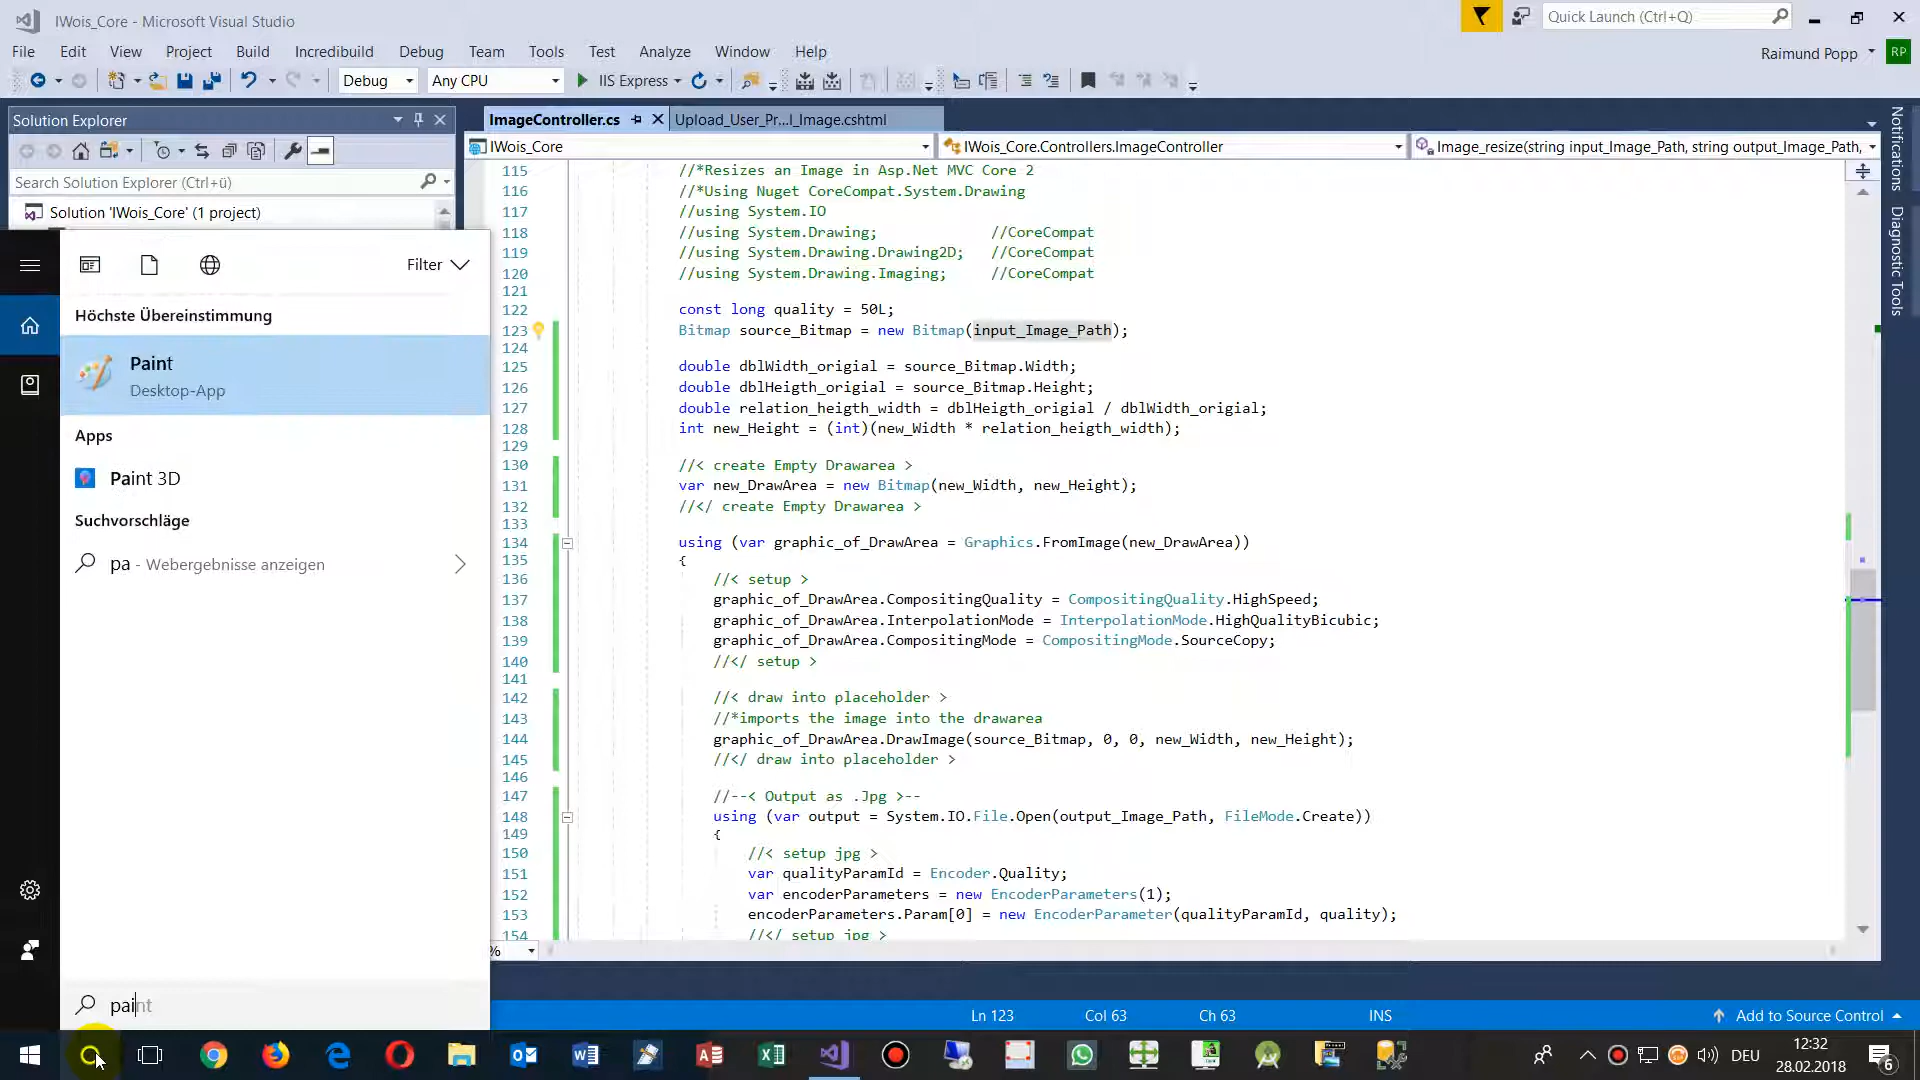 IWois_Core - Microsoft Visual Studio
Quick Launch (Ctrl+Q)
File Edit View Project Build Incredibuild Debug Team Tools Test Analyze Window Help
Raimund Popp RP
Debug Any CPU IIS Express
Solution Explorer
ImageController.cs Upload_User_Pr...l_Image.cshtml
IWois_Core IWois_Core.Controllers.ImageController Image_resize(string input_Image_Path, string output_Image_Path,
Search Solution Explorer (Ctrl+ü)
Solution 'IWois_Core' (1 project)
Notifications
Diagnostic Tools
Filter
Höchste Übereinstimmung
Paint
Desktop-App
Apps
Paint 3D
Suchvorschläge
pa - Webergebnisse anzeigen
paint
115 //*Resizes an Image in Asp.Net MVC Core 2
116 //*Using Nuget CoreCompat.System.Drawing
117 //using System.IO
118 //using System.Drawing; //CoreCompat
119 //using System.Drawing.Drawing2D; //CoreCompat
120 //using System.Drawing.Imaging; //CoreCompat
121
122 const long quality = 50L;
123 Bitmap source_Bitmap = new Bitmap(input_Image_Path);
124
125 double dblWidth_origial = source_Bitmap.Width;
126 double dblHeigth_origial = source_Bitmap.Height;
127 double relation_heigth_width = dblHeigth_origial / dblWidth_origial;
128 int new_Height = (int)(new_Width * relation_heigth_width);
129
130 //< create Empty Drawarea >
131 var new_DrawArea = new Bitmap(new_Width, new_Height);
132 //</ create Empty Drawarea >
133
134 using (var graphic_of_DrawArea = Graphics.FromImage(new_DrawArea))
135 {
136 //< setup >
137 graphic_of_DrawArea.CompositingQuality = CompositingQuality.HighSpeed;
138 graphic_of_DrawArea.InterpolationMode = InterpolationMode.HighQualityBicubic;
139 graphic_of_DrawArea.CompositingMode = CompositingMode.SourceCopy;
140 //</ setup >
141
142 //< draw into placeholder >
143 //*imports the image into the drawarea
144 graphic_of_DrawArea.DrawImage(source_Bitmap, 0, 0, new_Width, new_Height);
145 //</ draw into placeholder >
146
147 //--< Output as .Jpg >--
148 using (var output = System.IO.File.Open(output_Image_Path, FileMode.Create))
149 {
150 //< setup jpg >
151 var qualityParamId = Encoder.Quality;
152 var encoderParameters = new EncoderParameters(1);
153 encoderParameters.Param[0] = new EncoderParameter(qualityParamId, quality);
154 //</ setup jpg >
%
Ln 123 Col 63 Ch 63 INS Add to Source Control
DEU
12:32
28.02.2018
6